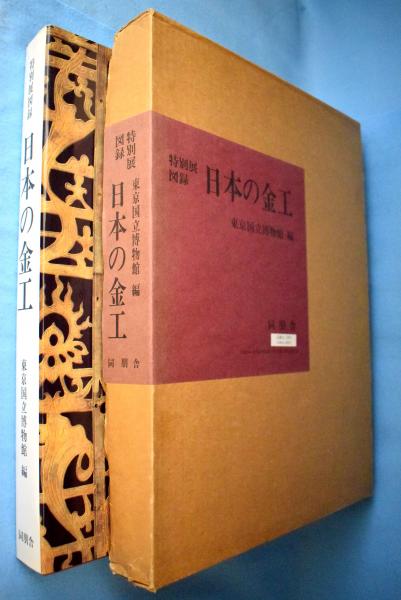 特別展図録
日本の金工
東京国立博物館 編
同朋舎
特別展
図録
日本の金工
東京国立博物館 編
同朋舎
特別展
図録
日本の金工
東京国立博物館 編
同朋舎